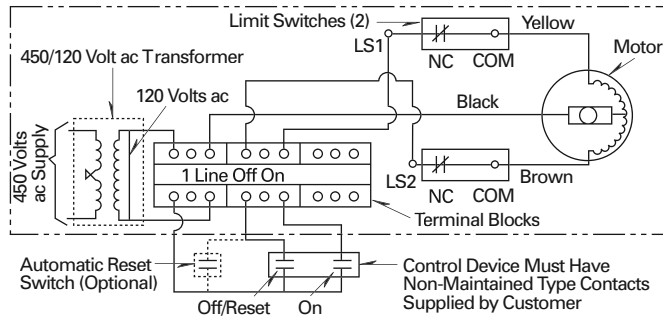 Limit Switches (2)
Yellow
LS1
Motor
450/120 Volt ac Transformer
NC COM
120 Volts ac
Black
450 Volts
ac Supply
1 Line Off On
LS2
Brown
NC COM
Terminal Blocks
Automatic Reset
Switch (Optional)
Off/Reset
On
Control Device Must Have
Non-Maintained Type Contacts
Supplied by Customer